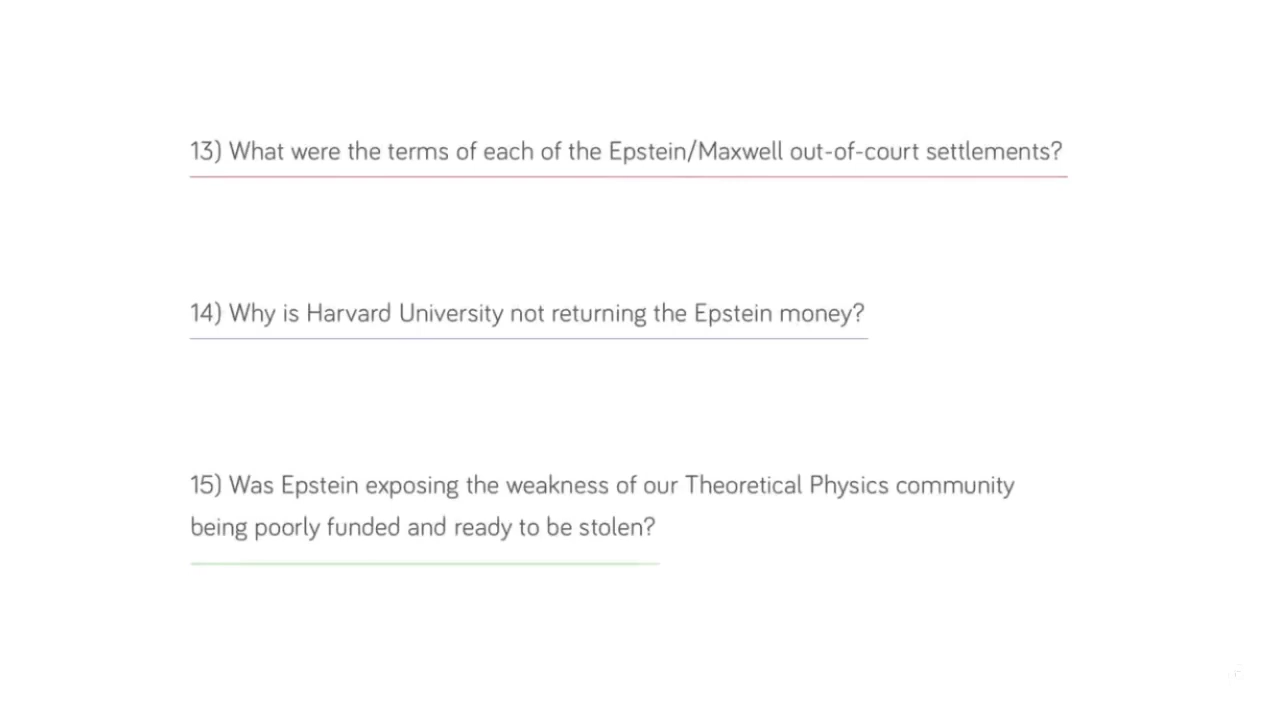 13) What were the terms of each of the Epstein/Maxwell out-of-court settlements?
14) Why is Harvard University not returning the Epstein money?
15) Was Epstein exposing the weakness of our Theoretical Physics community
being poorly funded and ready to be stolen?